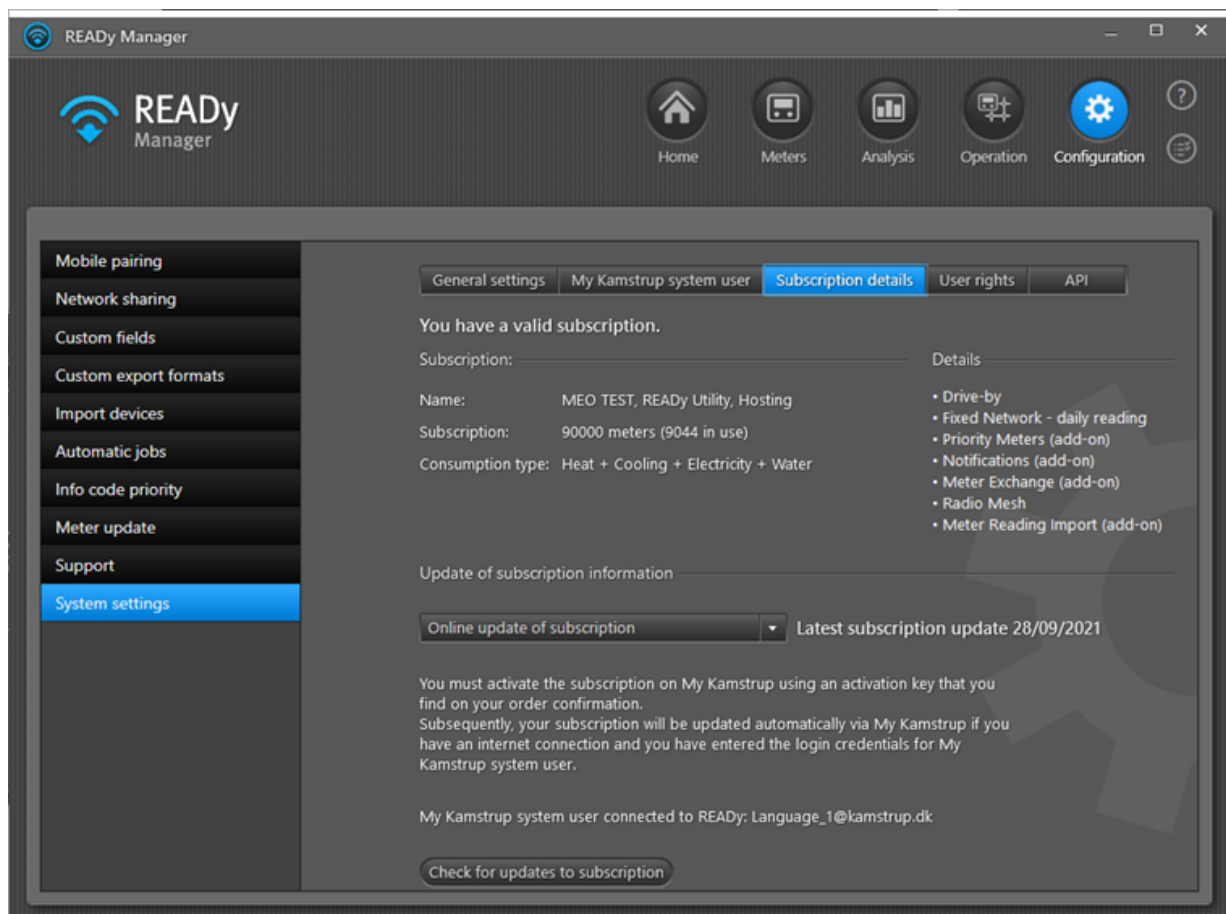 READy Manager
READy
Manager
Home
Meters
Analysis
Operation
Configuration
?
Mobile pairing
Network sharing
Custom fields
Custom export formats
Import devices
Automatic jobs
Info code priority
Meter update
Support
System settings
General settings
My Kamstrup system user
Subscription details
User rights
API
You have a valid subscription.
Subscription:
Name: MEO TEST, READy Utility, Hosting
Subscription: 90000 meters (9044 in use)
Consumption type: Heat + Cooling + Electricity + Water
Details
• Drive-by
• Fixed Network - daily reading
• Priority Meters (add-on)
• Notifications (add-on)
• Meter Exchange (add-on)
• Radio Mesh
• Meter Reading Import (add-on)
Update of subscription information
Online update of subscription
Latest subscription update 28/09/2021
You must activate the subscription on My Kamstrup using an activation key that you
find on your order confirmation.
Subsequently, your subscription will be updated automatically via My Kamstrup if you
have an internet connection and you have entered the login credentials for My
Kamstrup system user.
My Kamstrup system user connected to READy: Language_1@kamstrup.dk
Check for updates to subscription